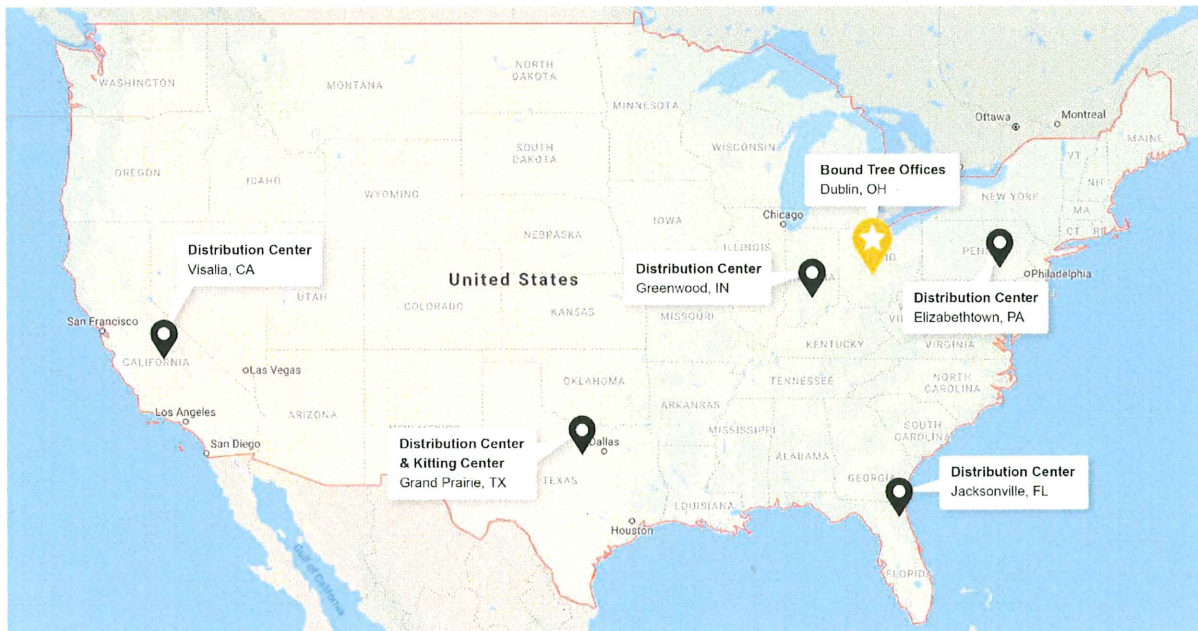 WASHINGTON
MONTANA
NORTH
DAKOTA
MINNESOTA
Ottawa
Montreal
MAINE
OREGON
IDAHO
SOUTH
DAKOTA
WISCONSIN
VT
NH
WYOMING
Bound Tree Offices
Dublin, OH
NEW YORK
MA
CT
RI
IOWA
Chicago
NEBRASKA
ILLINOIS
Distribution Center
Visalia, CA
United States
Distribution Center
Greenwood, IN
Philadelphia
Distribution Center
Elizabethtown, PA
UTAH
COLORADO
KANSAS
MISSOURI
KENTUCKY
VIRGINIA
San Francisco
CALIFORNIA
Las Vegas
OKLAHOMA
TENNESSEE
NORTH
CAROLINA
Los Angeles
ARIZONA
ARKANSAS
SOUTH
CAROLINA
San Diego
Distribution Center
& Kitting Center
Grand Prairie, TX
Dallas
TEXAS
MISSISSIPPI
ALABAMA
GEORGIA
Distribution Center
Jacksonville, FL
LOUISIANA
Houston
FLORIDA
Gulf of California